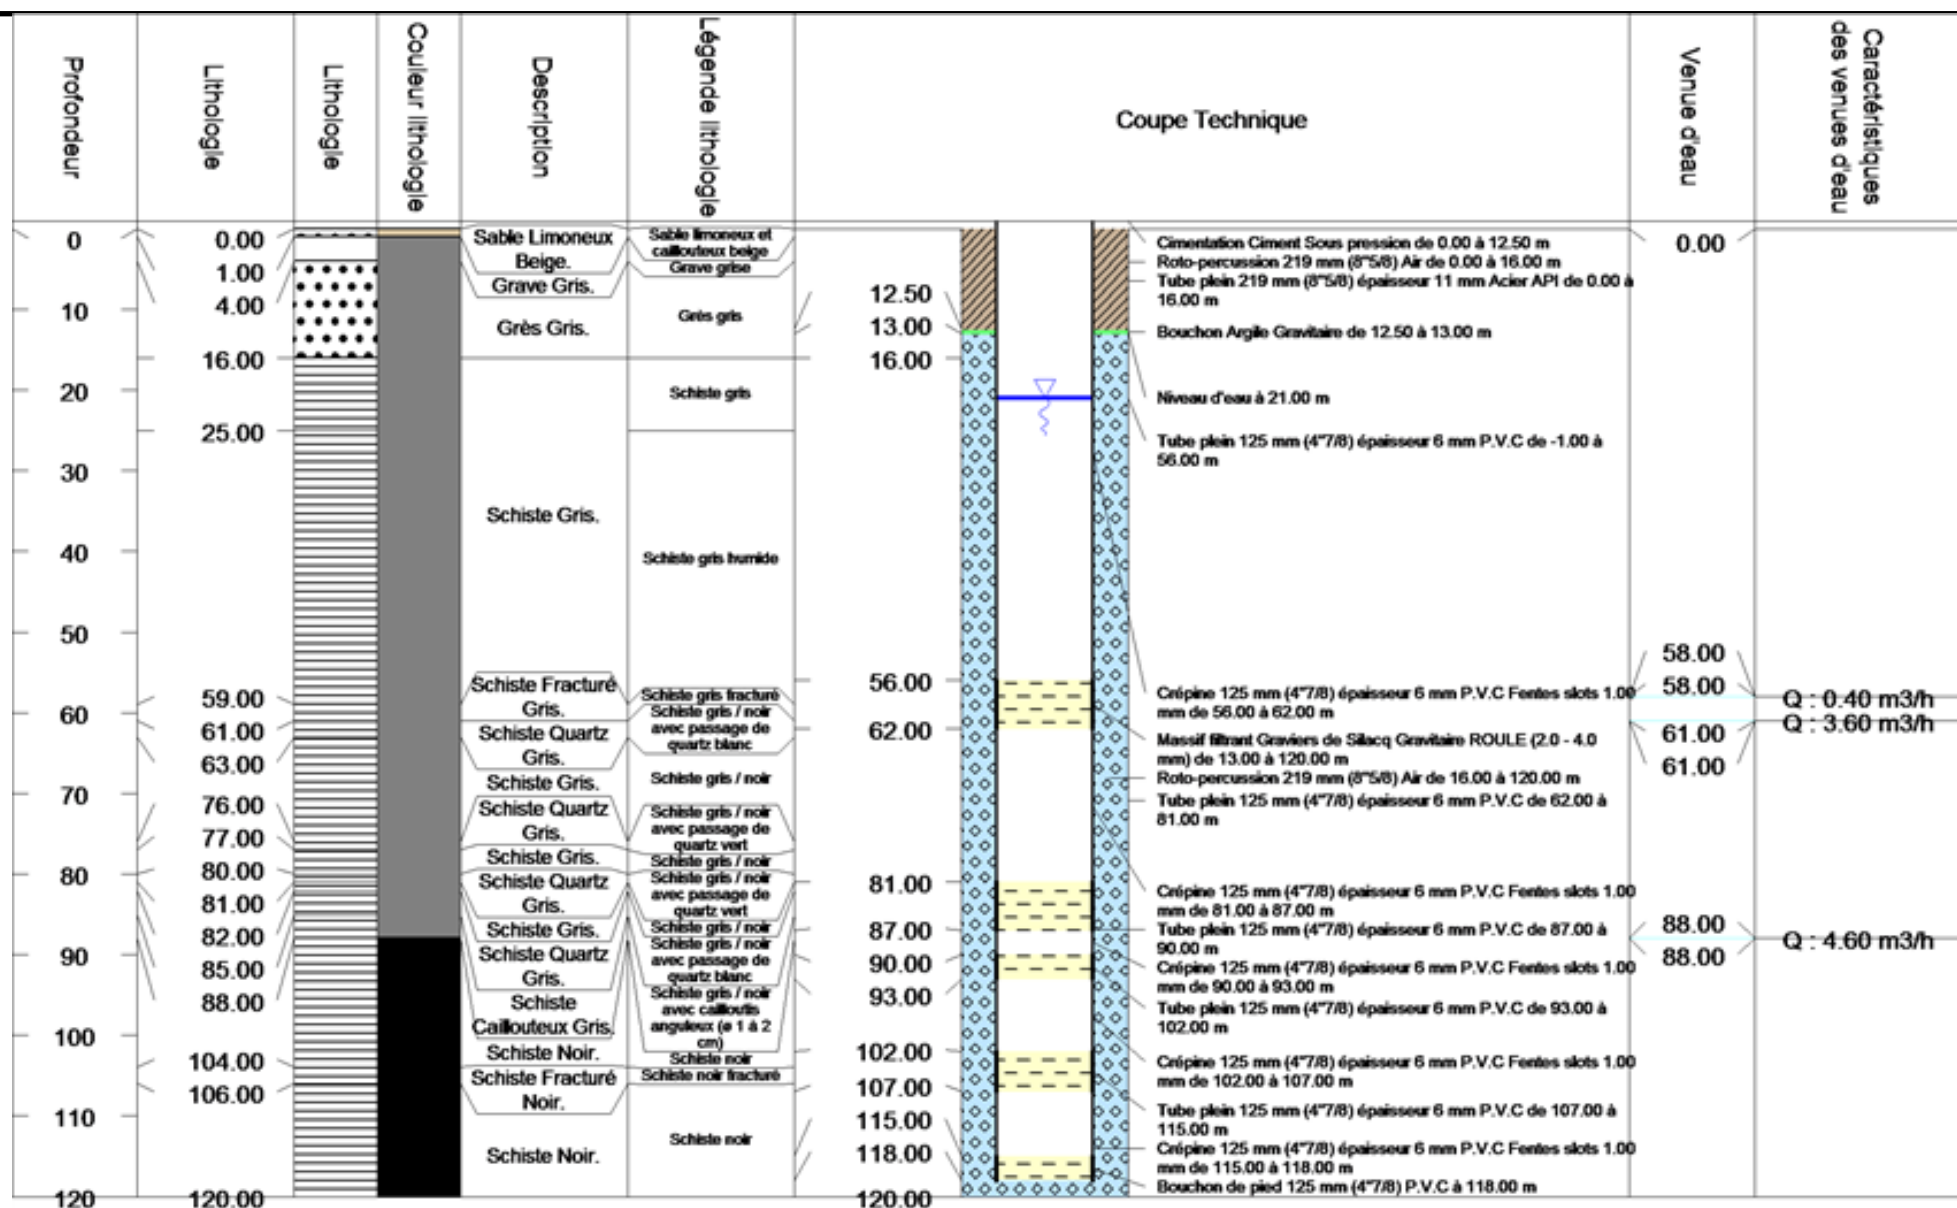 Profondeur
Lithologie
Lithologie
Couleur lithologie
Description
Légende lithologie
Coupe Technique
Venue d'eau
Caractéristiques
des venues d'eau
0
10
20
30
40
50
60
70
80
90
100
110
120
0.00
1.00
4.00
16.00
25.00
59.00
61.00
63.00
76.00
77.00
80.00
81.00
82.00
85.00
88.00
104.00
106.00
120.00
Sable Limoneux
Beige.
Grave Gris.
Grès Gris.
Schiste Gris.
Schiste Fracturé
Gris.
Schiste Quartz
Gris.
Schiste Gris.
Schiste Quartz
Gris.
Schiste Gris.
Schiste Quartz
Gris.
Schiste Gris.
Schiste Quartz
Gris.
Schiste
Caillouteux Gris.
Schiste Noir.
Schiste Fracturé
Noir.
Schiste Noir.
Sable limoneux et
caillouteux beige
Grave grise
Grès gris
Schiste gris
Schiste gris humide
Schiste gris fracturé
Schiste gris / noir
avec passage de
quartz blanc
Schiste gris / noir
Schiste gris / noir
avec passage de
quartz vert
Schiste gris / noir
Schiste gris / noir
avec passage de
quartz vert
Schiste gris / noir
Schiste gris / noir
avec passage de
quartz blanc
Schiste gris / noir
avec cailloutis
anguleux (ø 1 à 2
cm)
Schiste noir
Schiste noir fracturé
Schiste noir
12.50
13.00
16.00
56.00
62.00
81.00
87.00
90.00
93.00
102.00
107.00
115.00
118.00
120.00
Cimentation Ciment Sous pression de 0.00 à 12.50 m
Roto-percussion 219 mm (8"5/8) Air de 0.00 à 16.00 m
Tube plein 219 mm (8"5/8) épaisseur 11 mm Acier API de 0.00 à
16.00 m
Bouchon Argile Gravitaire de 12.50 à 13.00 m
Niveau d'eau à 21.00 m
Tube plein 125 mm (4"7/8) épaisseur 6 mm P.V.C de -1.00 à
56.00 m
Crépine 125 mm (4"7/8) épaisseur 6 mm P.V.C Fentes slots 1.00
mm de 56.00 à 62.00 m
Massif filtrant Graviers de Silacq Gravitaire ROULE (2.0 - 4.0
mm) de 13.00 à 120.00 m
Roto-percussion 219 mm (8"5/8) Air de 16.00 à 120.00 m
Tube plein 125 mm (4"7/8) épaisseur 6 mm P.V.C de 62.00 à
81.00 m
Crépine 125 mm (4"7/8) épaisseur 6 mm P.V.C Fentes slots 1.00
mm de 81.00 à 87.00 m
Tube plein 125 mm (4"7/8) épaisseur 6 mm P.V.C de 87.00 à
90.00 m
Crépine 125 mm (4"7/8) épaisseur 6 mm P.V.C Fentes slots 1.00
mm de 90.00 à 93.00 m
Tube plein 125 mm (4"7/8) épaisseur 6 mm P.V.C de 93.00 à
102.00 m
Crépine 125 mm (4"7/8) épaisseur 6 mm P.V.C Fentes slots 1.00
mm de 102.00 à 107.00 m
Tube plein 125 mm (4"7/8) épaisseur 6 mm P.V.C de 107.00 à
115.00 m
Crépine 125 mm (4"7/8) épaisseur 6 mm P.V.C Fentes slots 1.00
mm de 115.00 à 118.00 m
Bouchon de pied 125 mm (4"7/8) P.V.C à 118.00 m
0.00
58.00
58.00
61.00
61.00
88.00
88.00
Q : 0.40 m3/h
Q : 3.60 m3/h
Q : 4.60 m3/h